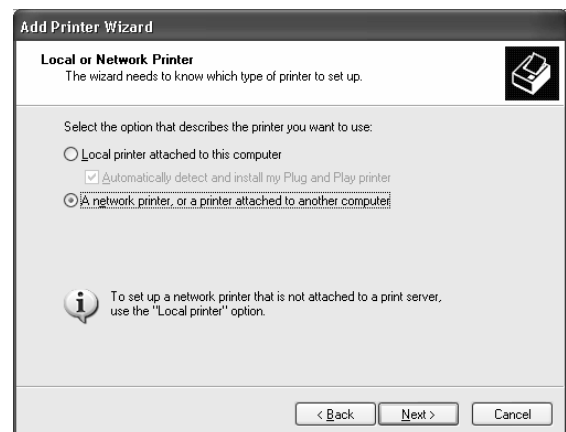 Add Printer Wizard
Local or Network Printer
The wizard needs to know which type of printer to set up.
Select the option that describes the printer you want to use:
Local printer attached to this computer
Automatically detect and install my Plug and Play printer
A network printer, or a printer attached to another computer
To set up a network printer that is not attached to a print server,
use the "Local printer" option.
< Back Next > Cancel